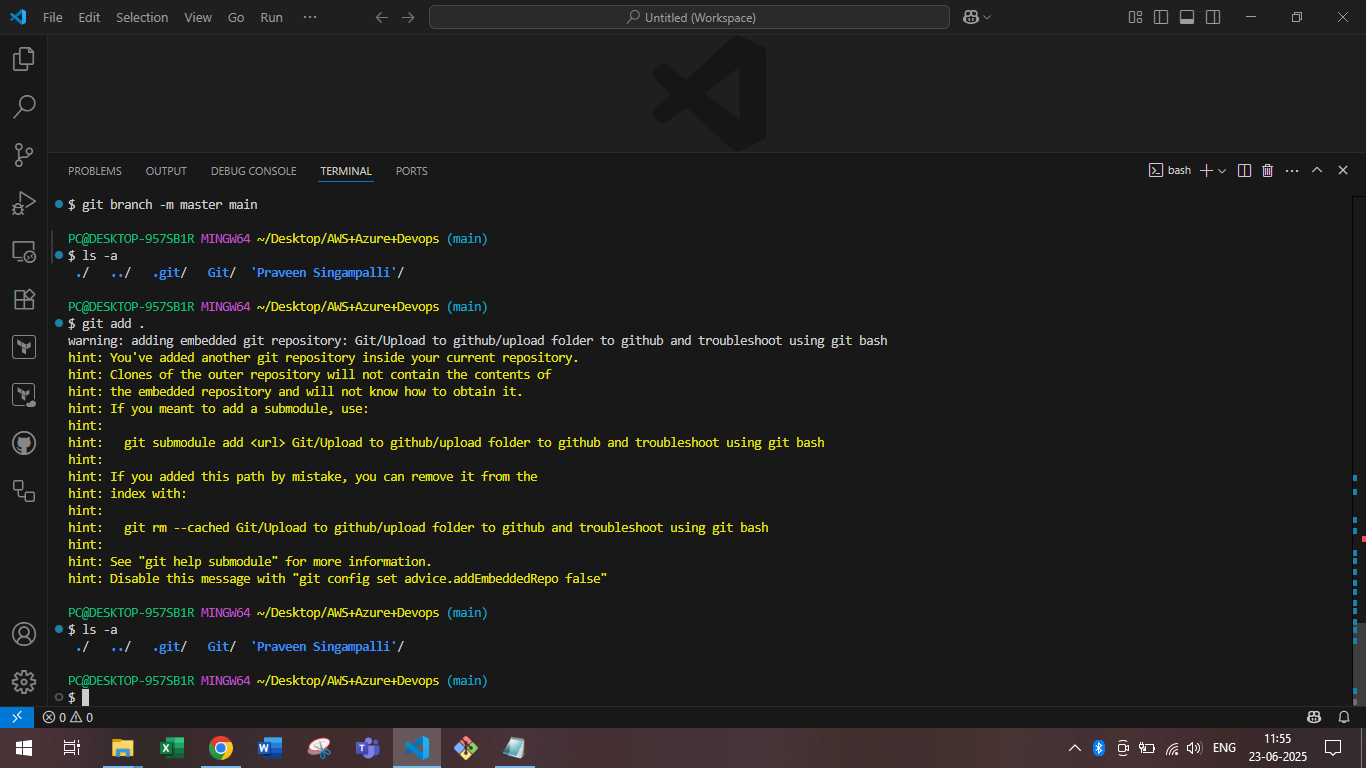 File Edit Selection View Go Run ···
Untitled (Workspace)
PROBLEMS OUTPUT DEBUG CONSOLE TERMINAL PORTS
bash
$ git branch -m master main
PC@DESKTOP-957SB1R MINGW64 ~/Desktop/AWS+Azure+Devops (main)
$ ls -a
./ ../ .git/ Git/ 'Praveen Singampalli'/
PC@DESKTOP-957SB1R MINGW64 ~/Desktop/AWS+Azure+Devops (main)
$ git add .
warning: adding embedded git repository: Git/Upload to github/upload folder to github and troubleshoot using git bash
hint: You've added another git repository inside your current repository.
hint: Clones of the outer repository will not contain the contents of
hint: the embedded repository and will not know how to obtain it.
hint: If you meant to add a submodule, use:
hint:
hint: git submodule add <url> Git/Upload to github/upload folder to github and troubleshoot using git bash
hint:
hint: If you added this path by mistake, you can remove it from the
hint: index with:
hint:
hint: git rm --cached Git/Upload to github/upload folder to github and troubleshoot using git bash
hint:
hint: See "git help submodule" for more information.
hint: Disable this message with "git config set advice.addEmbeddedRepo false"
PC@DESKTOP-957SB1R MINGW64 ~/Desktop/AWS+Azure+Devops (main)
$ ls -a
./ ../ .git/ Git/ 'Praveen Singampalli'/
PC@DESKTOP-957SB1R MINGW64 ~/Desktop/AWS+Azure+Devops (main)
$
0 0
ENG
11:55
23-06-2025